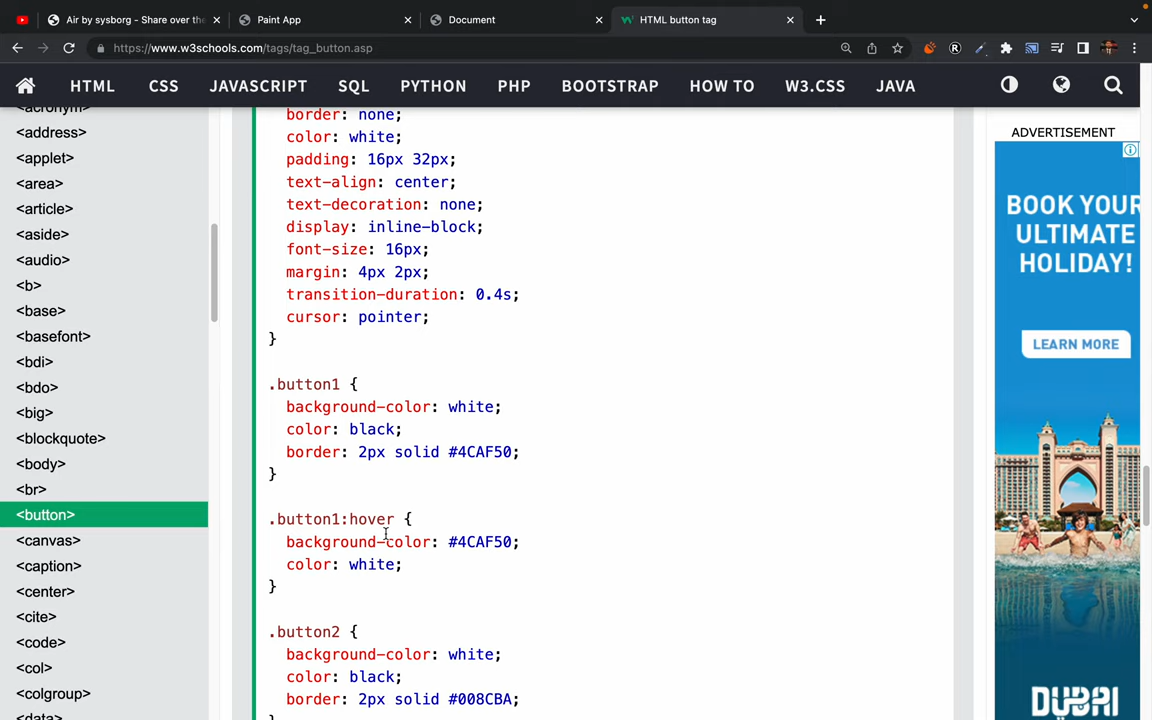 Air by sysborg - Share over the
Paint App
Document
HTML button tag
https://www.w3schools.com/tags/tag_button.asp
HTML CSS JAVASCRIPT SQL PYTHON PHP BOOTSTRAP HOW TO W3.CSS JAVA
<acronym>
<address>
<applet>
<area>
<article>
<aside>
<audio>
<b>
<base>
<basefont>
<bdi>
<bdo>
<big>
<blockquote>
<body>
<br>
<button>
<canvas>
<caption>
<center>
<cite>
<code>
<col>
<colgroup>
<data>
border: none;
color: white;
padding: 16px 32px;
text-align: center;
text-decoration: none;
display: inline-block;
font-size: 16px;
margin: 4px 2px;
transition-duration: 0.4s;
cursor: pointer;
}
.button1 {
background-color: white;
color: black;
border: 2px solid #4CAF50;
}
.button1:hover {
background-color: #4CAF50;
color: white;
}
.button2 {
background-color: white;
color: black;
border: 2px solid #008CBA;
}
ADVERTISEMENT
BOOK YOUR
ULTIMATE
HOLIDAY!
LEARN MORE
DUBAI